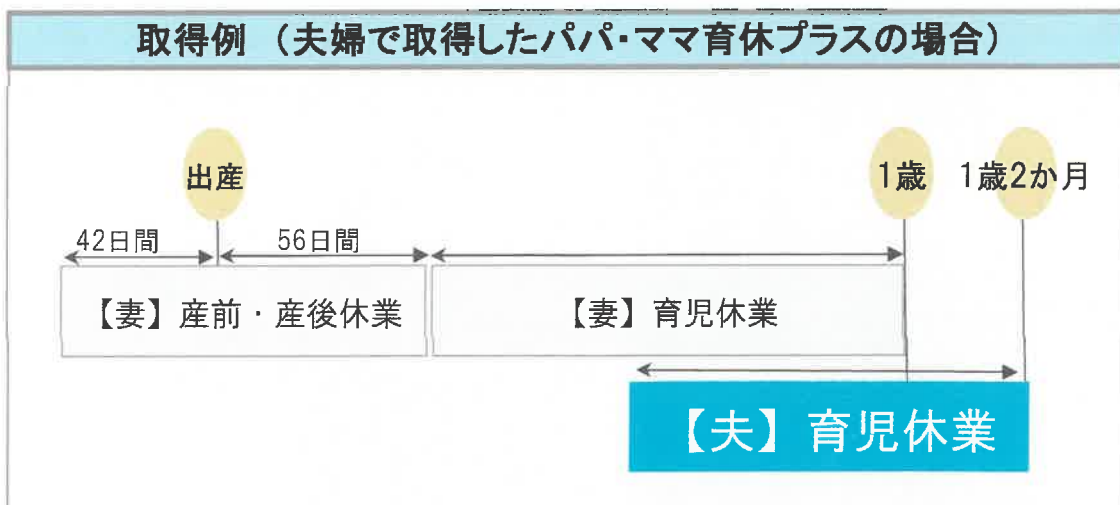 取得例 （夫婦で取得したパパ・ママ育休プラスの場合）
出産
1歳 1歳2か月
42日間 56日間
【妻】産前・産後休業 【妻】育児休業
【夫】育児休業